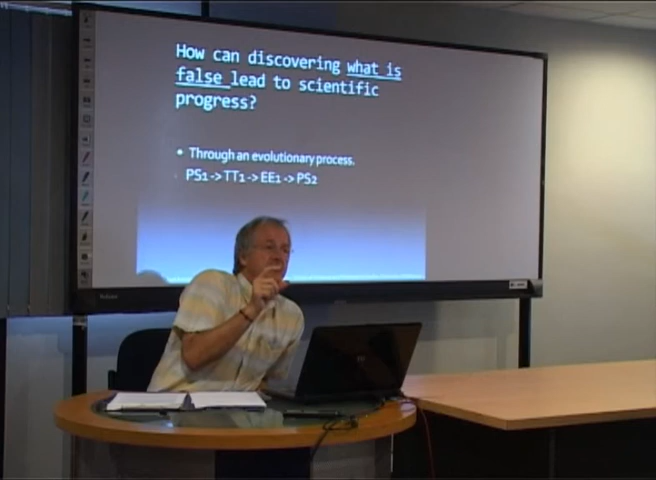 How can discovering what is
false lead to scientific
progress?
• Through an evolutionary process.
PS1->TT1->EE1->PS2